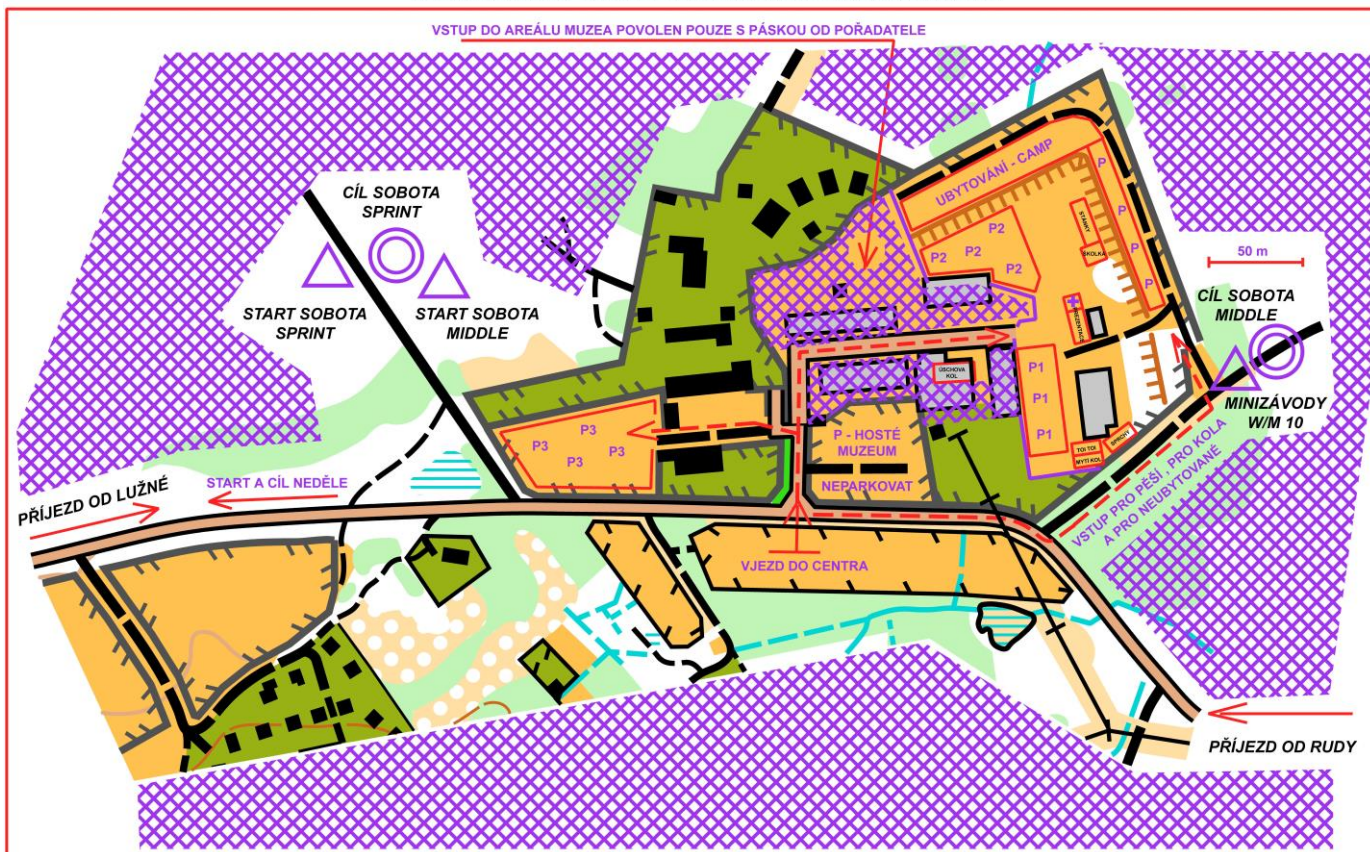 VSTUP DO AREÁLU MUZEA POVOLEN POUZE S PÁSKOU OD POŘADATELE
CÍL SOBOTA
SPRINT
START SOBOTA
SPRINT
START SOBOTA
MIDDLE
UBYTOVÁNÍ - CAMP
P
P
P
P
P2
P2
P2
P2
STÁNKY
ŠKOLKA
50 m
CÍL SOBOTA
MIDDLE
PREZENTACE
ÚSCHOVA
KOL
P1
P1
P1
MINIZÁVODY
W/M 10
P3
P3
P3
P3
P3
P - HOSTÉ
MUZEUM
NEPARKOVAT
TOI TOI
MYTÍ KOL
SPRCHY
VSTUP PRO PĚŠÍ , PRO KOLA
A PRO NEUBYTOVANÉ
START A CÍL NEDĚLE
PŘÍJEZD OD LUŽNÉ
VJEZD DO CENTRA
PŘÍJEZD OD RUDY